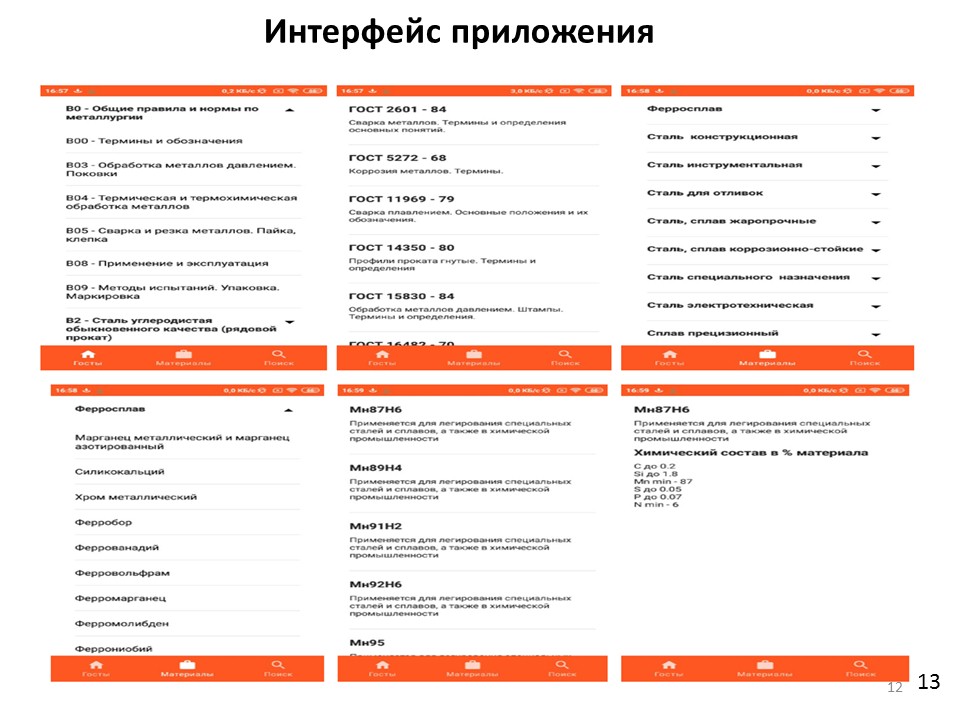 Интерфейс приложения
16:57
0,2 КБ/с
В0 - Общие правила и нормы по
металлургии
В00 - Термины и обозначения
В03 - Обработка металлов давлением.
Поковки
В04 - Термическая и термохимическая
обработка металлов
В05 - Сварка и резка металлов. Пайка,
клепка
В08 - Применение и эксплуатация
В09 - Методы испытаний. Упаковка.
Маркировка
В2 - Сталь углеродистая
обыкновенного качества (рядовой
прокат)
Госты Материалы Поиск
16:57
3,0 КБ/с
ГОСТ 2601 - 84
Сварка металлов. Термины и определения
основных понятий.
ГОСТ 5272 - 68
Коррозия металлов. Термины.
ГОСТ 11969 - 79
Сварка плавлением. Основные положения и их
обозначения.
ГОСТ 14350 - 80
Профили проката гнутые. Термины и
определения
ГОСТ 15830 - 84
Обработка металлов давлением. Штампы.
Термины и определения.
ГОСТ 16482 - 70
Госты Материалы Поиск
16:58
0,0 КБ/с
Ферросплав
Сталь конструкционная
Сталь инструментальная
Сталь для отливок
Сталь, сплав жаропрочные
Сталь, сплав коррозионно-стойкие
Сталь специального назначения
Сталь электротехническая
Сплав прецизионный
Госты Материалы Поиск
16:58
0,0 КБ/с
Ферросплав
Марганец металлический и марганец
азотированный
Силикокальций
Хром металлический
Ферробор
Феррованадий
Ферровольфрам
Ферромарганец
Ферромолибден
Феррониобий
Госты Материалы Поиск
16:59
0,0 КБ/с
Мн87Н6
Применяется для легирования специальных
сталей и сплавов, а также в химической
промышленности
Мн89Н4
Применяется для легирования специальных
сталей и сплавов, а также в химической
промышленности
Мн91Н2
Применяется для легирования специальных
сталей и сплавов, а также в химической
промышленности
Мн92Н6
Применяется для легирования специальных
сталей и сплавов, а также в химической
промышленности
Мн95
Госты Материалы Поиск
16:59
0,0 КБ/с
Мн87Н6
Применяется для легирования специальных
сталей и сплавов, а также в химической
промышленности
Химический состав в % материала
C до 0.2
Si до 1.8
Mn min - 87
S до 0.05
P до 0.07
N min - 6
Госты Материалы Поиск
12
13